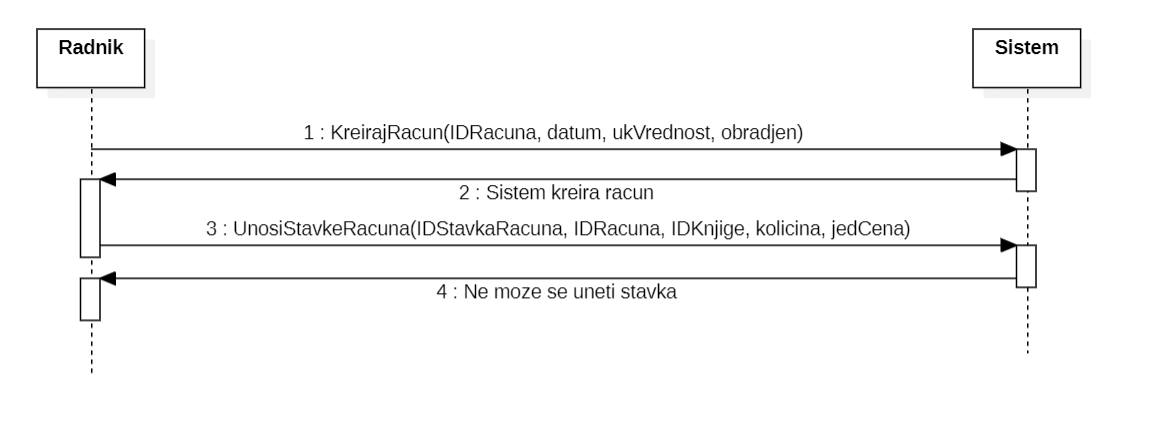 Radnik
Sistem
1 : KreirajRacun(IDRacuna, datum, ukVrednost, obradjen)
2 : Sistem kreira racun
3 : UnosiStavkeRacuna(IDStavkaRacuna, IDRacuna, IDKnjige, kolicina, jedCena)
4 : Ne moze se uneti stavka